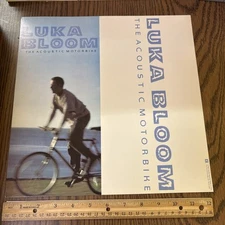 LUKA
BLOOM
THE ACOUSTIC MOTORBIKE
LUKA BLOOM
THE ACOUSTIC MOTORBIKE